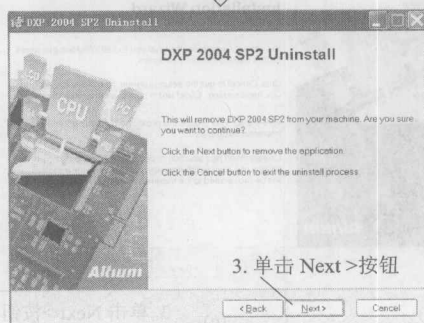 DXP 2004 SP2 Uninstall
DXP 2004 SP2 Uninstall
This will remove DXP 2004 SP2 from your machine. Are you sure
you want to continue?
Click the Next button to remove the application
Click the Cancel button to exit the uninstall process
CPU
Altium
3. 单击 Next >按钮
< Back
Next >
Cancel